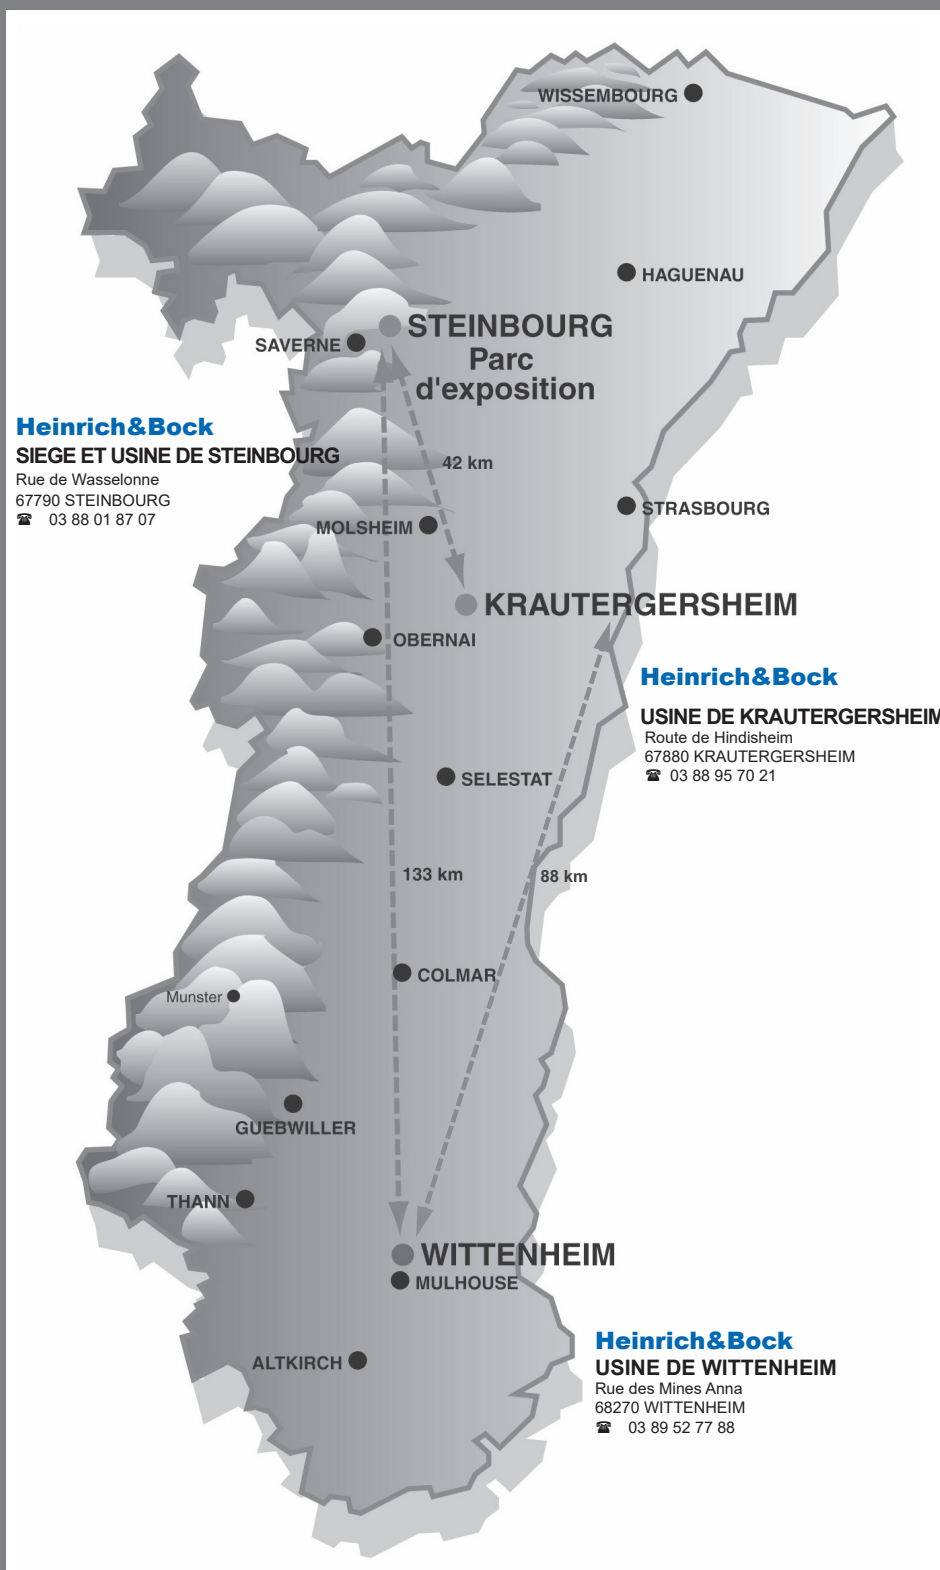 WISSEMBOURG
HAGUENAU
STEINBOURG
Parc
d'exposition
SAVERNE
Heinrich&Bock
SIEGE ET USINE DE STEINBOURG
Rue de Wasselonne
67790 STEINBOURG
☎ 03 88 01 87 07
42 km
STRASBOURG
MOLSHEIM
KRAUTERGERSHEIM
OBERNAI
Heinrich&Bock
USINE DE KRAUTERGERSHEIM
Route de Hindisheim
67880 KRAUTERGERSHEIM
☎ 03 88 95 70 21
SELESTAT
133 km
88 km
COLMAR
Munster
GUEBWILLER
THANN
WITTENHEIM
MULHOUSE
ALTKIRCH
Heinrich&Bock
USINE DE WITTENHEIM
Rue des Mines Anna
68270 WITTENHEIM
☎ 03 89 52 77 88